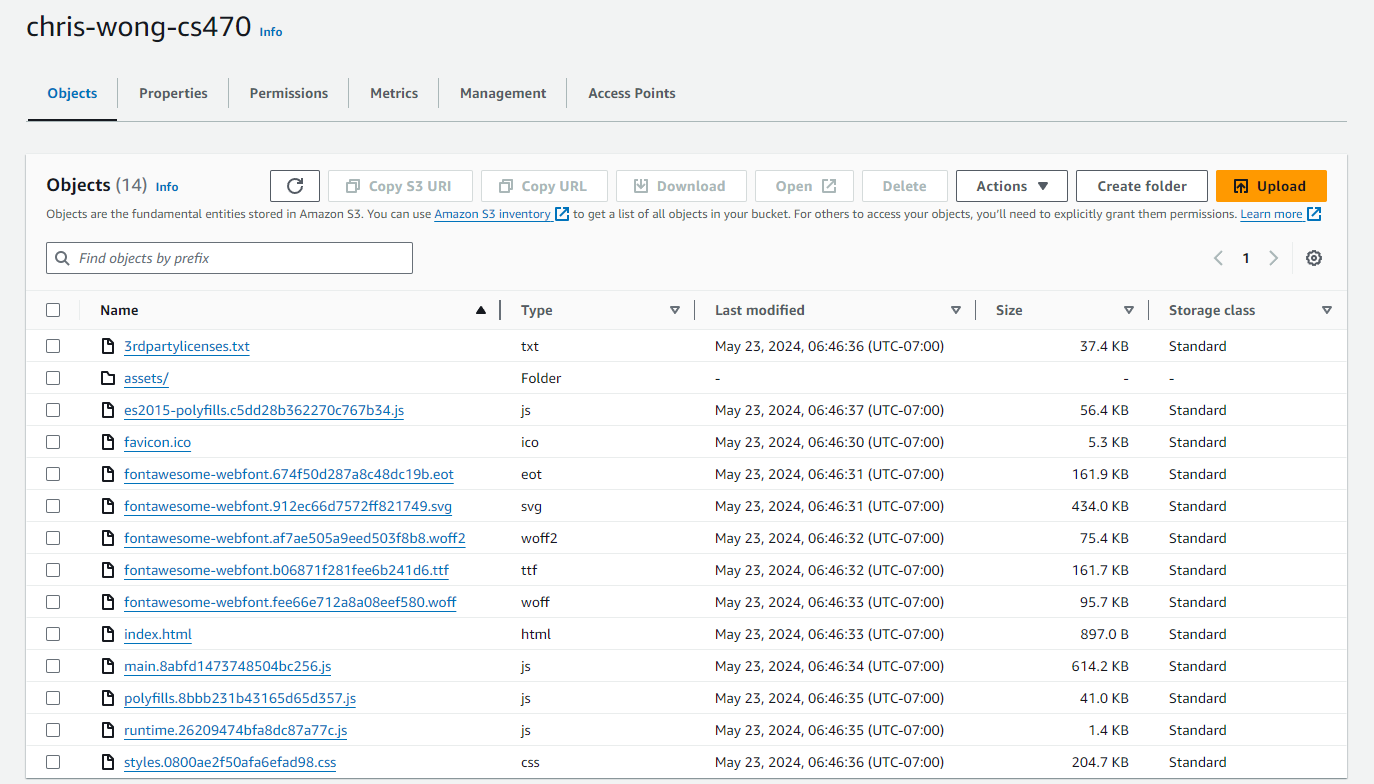 chris-wong-cs470 Info
Objects Properties Permissions Metrics Management Access Points
Objects (14) Info Copy S3 URI Copy URL Download Open Delete Actions Create folder Upload
Objects are the fundamental entities stored in Amazon S3. You can use Amazon S3 inventory to get a list of all objects in your bucket. For others to access your objects, you'll need to explicitly grant them permissions. Learn more
Find objects by prefix 1
Name Type Last modified Size Storage class
3rdpartylicenses.txt txt May 23, 2024, 06:46:36 (UTC-07:00) 37.4 KB Standard
assets/ Folder - - -
es2015-polyfills.c5dd28b362270c767b34.js js May 23, 2024, 06:46:37 (UTC-07:00) 56.4 KB Standard
favicon.ico ico May 23, 2024, 06:46:30 (UTC-07:00) 5.3 KB Standard
fontawesome-webfont.674f50d287a8c48dc19b.eot eot May 23, 2024, 06:46:31 (UTC-07:00) 161.9 KB Standard
fontawesome-webfont.912ec66d7572ff821749.svg svg May 23, 2024, 06:46:31 (UTC-07:00) 434.0 KB Standard
fontawesome-webfont.af7ae505a9eed503f8b8.woff2 woff2 May 23, 2024, 06:46:32 (UTC-07:00) 75.4 KB Standard
fontawesome-webfont.b06871f281fee6b241d6.ttf ttf May 23, 2024, 06:46:32 (UTC-07:00) 161.7 KB Standard
fontawesome-webfont.fee66e712a8a08eef580.woff woff May 23, 2024, 06:46:33 (UTC-07:00) 95.7 KB Standard
index.html html May 23, 2024, 06:46:33 (UTC-07:00) 897.0 B Standard
main.8abfd1473748504bc256.js js May 23, 2024, 06:46:34 (UTC-07:00) 614.2 KB Standard
polyfills.8bbb231b43165d65d357.js js May 23, 2024, 06:46:35 (UTC-07:00) 41.0 KB Standard
runtime.26209474bfa8dc87a77c.js js May 23, 2024, 06:46:35 (UTC-07:00) 1.4 KB Standard
styles.0800ae2f50afa6efad98.css css May 23, 2024, 06:46:36 (UTC-07:00) 204.7 KB Standard